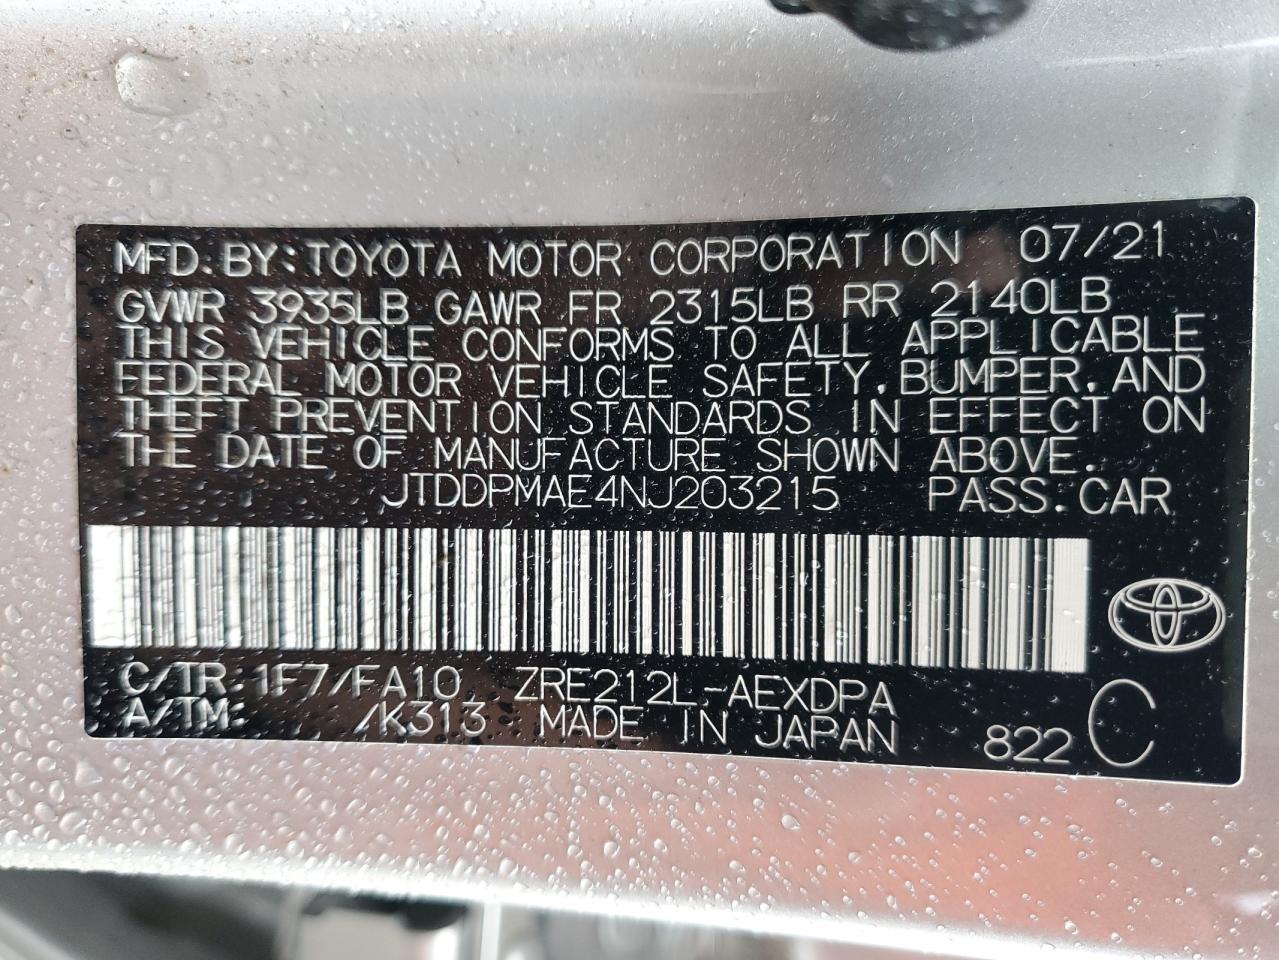 MFD. BY: TOYOTA MOTOR CORPORATION 07/21
GVWR 3935LB GAWR FR 2315LB RR 2140LB
THIS VEHICLE CONFORMS TO ALL APPLICABLE
FEDERAL MOTOR VEHICLE SAFETY, BUMPER, AND
THEFT PREVENTION STANDARDS IN EFFECT ON
THE DATE OF MANUFACTURE SHOWN ABOVE.
JTDDPMAE4NJ203215 PASS. CAR
C/TR: 1F7/FA10 ZRE212L-AEXDPA
A/TM: /K313 MADE IN JAPAN 822 C